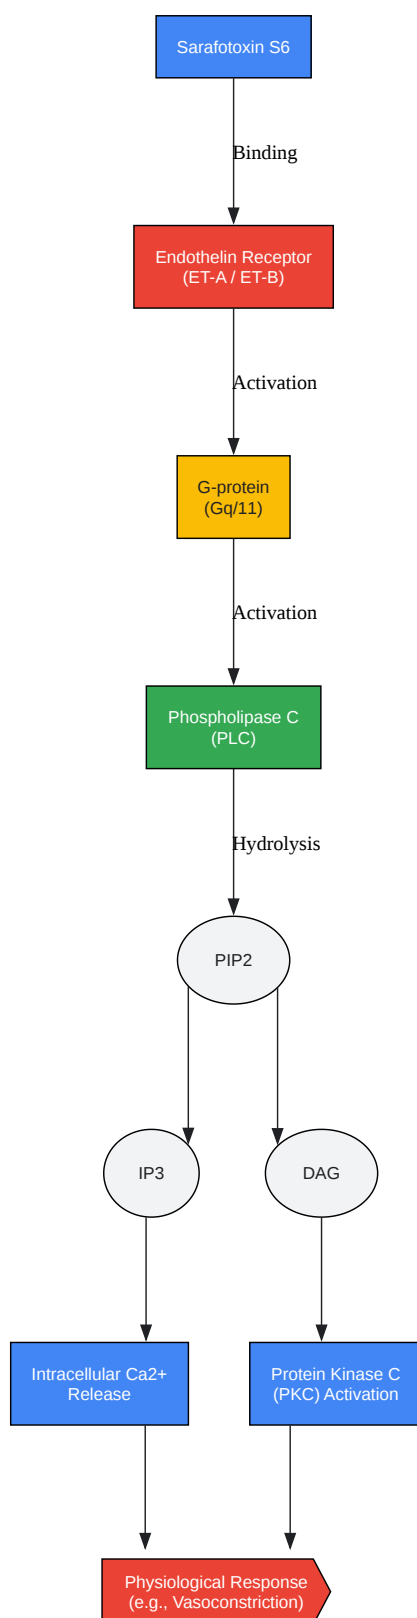 Sarafotoxin S6
Binding
Endothelin Receptor
(ET-A / ET-B)
Activation
G-protein
(Gq/11)
Activation
Phospholipase C
(PLC)
Hydrolysis
PIP2
IP3
DAG
Intracellular Ca2+
Release
Protein Kinase C
(PKC) Activation
Physiological Response
(e.g., Vasoconstriction)